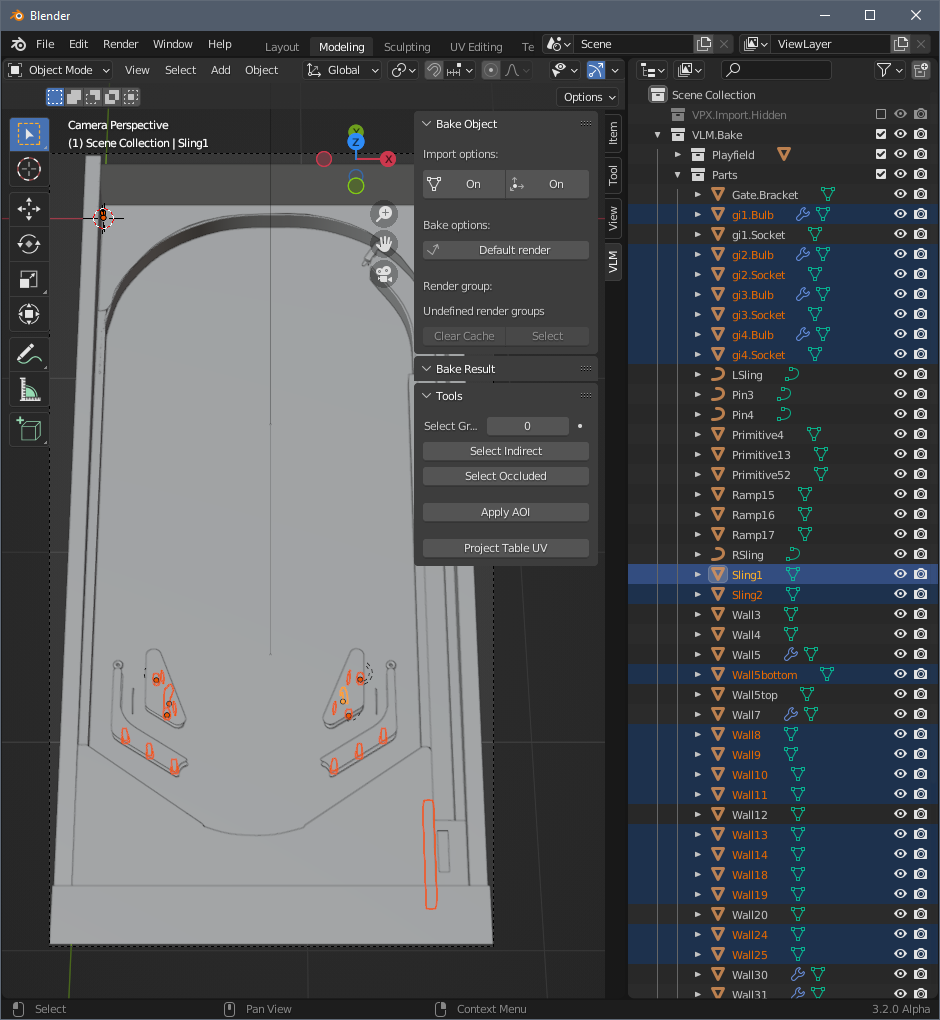 Blender
File Edit Render Window Help Layout Modeling Sculpting UV Editing Te Scene ViewLayer
Object Mode View Select Add Object Global
Options
Camera Perspective
(1) Scene Collection | Sling1
Y
Z
X
Bake Object
Import options:
On On
Bake options:
Default render
Render group:
Undefined render groups
Clear Cache Select
Bake Result
Tools
Select Gr... 0
Select Indirect
Select Occluded
Apply AOI
Project Table UV
Item
Tool
View
VLM
Scene Collection
VPX.Import.Hidden
VLM.Bake
Playfield
Parts
Gate.Bracket
gi1.Bulb
gi1.Socket
gi2.Bulb
gi2.Socket
gi3.Bulb
gi3.Socket
gi4.Bulb
gi4.Socket
LSling
Pin3
Pin4
Primitive4
Primitive13
Primitive52
Ramp15
Ramp16
Ramp17
RSling
Sling1
Sling2
Wall3
Wall4
Wall5
Wall5bottom
Wall5top
Wall7
Wall8
Wall9
Wall10
Wall11
Wall12
Wall13
Wall14
Wall18
Wall19
Wall20
Wall24
Wall25
Wall30
Wall31
Select Pan View Context Menu 3.2.0 Alpha